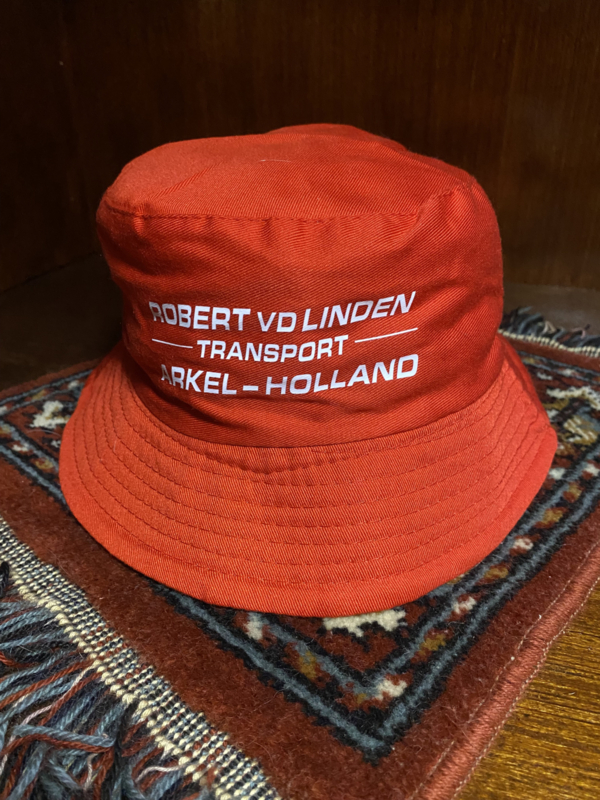 ROBERT VD LINDEN
TRANSPORT
ARKEL-HOLLAND